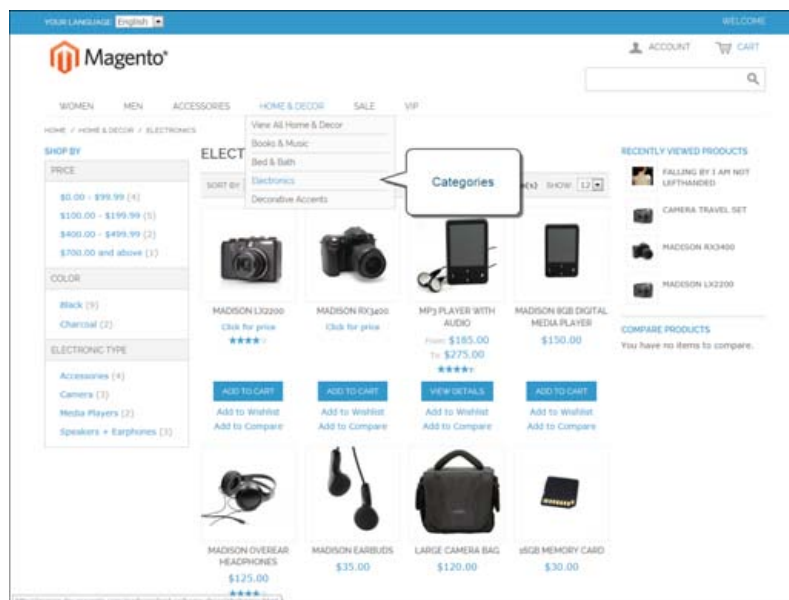 YOUR LANGUAGE: English
WELCOME
Magento®
ACCOUNT
CART
WOMEN MEN ACCESSORIES HOME & DECOR SALE VIP
HOME / HOME & DECOR / ELECTRONICS
View All Home & Decor
Books & Music
Bed & Bath
Electronics
Decorative Accents
Categories
SHOP BY
PRICE
$0.00 - $99.99 (4)
$100.00 - $199.99 (5)
$400.00 - $499.99 (2)
$700.00 and above (1)
COLOR
Black (9)
Charcoal (2)
ELECTRONIC TYPE
Accessories (4)
Camera (3)
Media Players (2)
Speakers + Earphones (3)
ELECT
SORT BY
SHOW 12
MADISON LX2200
Click for price
ADD TO CART
Add to Wishlist
Add to Compare
MADISON RX3400
Click for price
ADD TO CART
Add to Wishlist
Add to Compare
MP3 PLAYER WITH
AUDIO
From: $185.00
To: $275.00
VIEW DETAILS
Add to Wishlist
Add to Compare
MADISON 8GB DIGITAL
MEDIA PLAYER
$150.00
ADD TO CART
Add to Wishlist
Add to Compare
MADISON OVEREAR
HEADPHONES
$125.00
MADISON EARBUDS
$35.00
LARGE CAMERA BAG
$120.00
16GB MEMORY CARD
$30.00
RECENTLY VIEWED PRODUCTS
FALLING BY I AM NOT
LEFTHANDED
CAMERA TRAVEL SET
MADISON RX3400
MADISON LX2200
COMPARE PRODUCTS
You have no items to compare.